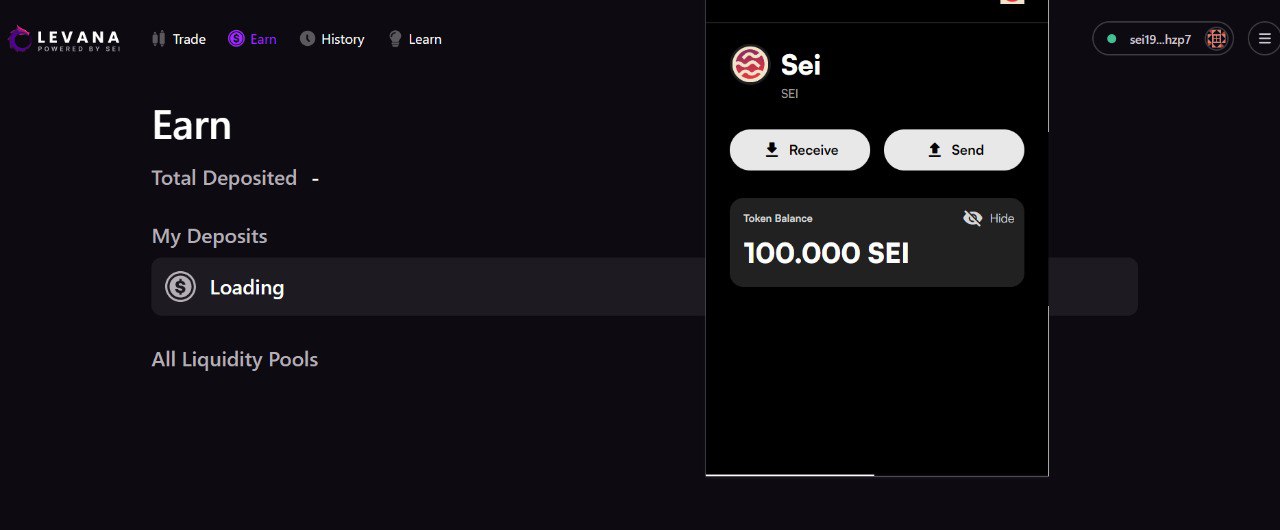 LEVANA
POWERED BY SEI
Trade
Earn
History
Learn
sei19...hzp7
Earn
Total Deposited -
My Deposits
Loading
All Liquidity Pools
Sei
SEI
Receive
Send
Token Balance
Hide
100.000 SEI